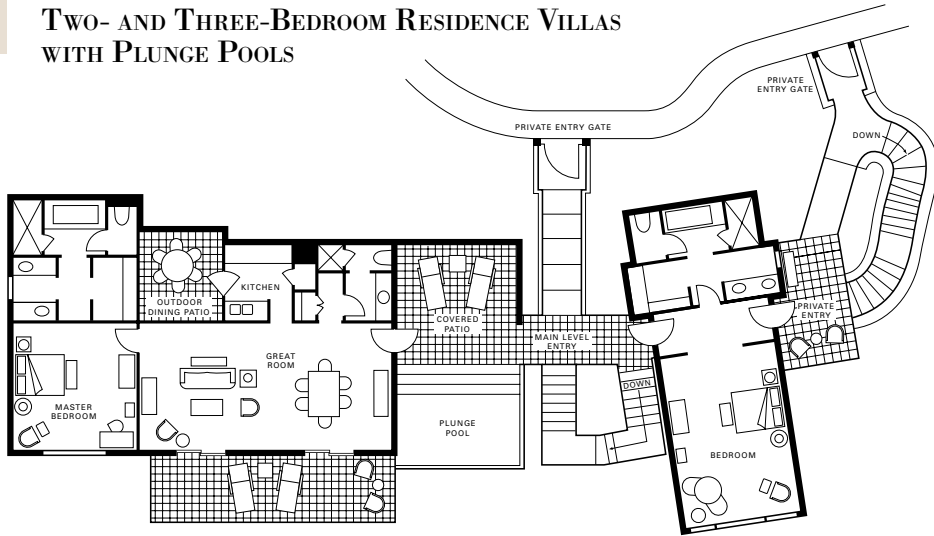 Two- and Three-Bedroom Residence Villas
with Plunge Pools
PRIVATE
ENTRY GATE
PRIVATE ENTRY GATE
DOWN
KITCHEN
OUTDOOR
DINING PATIO
COVERED
PATIO
PRIVATE
ENTRY
MAIN LEVEL
ENTRY
GREAT
ROOM
DOWN
MASTER
BEDROOM
PLUNGE
POOL
BEDROOM